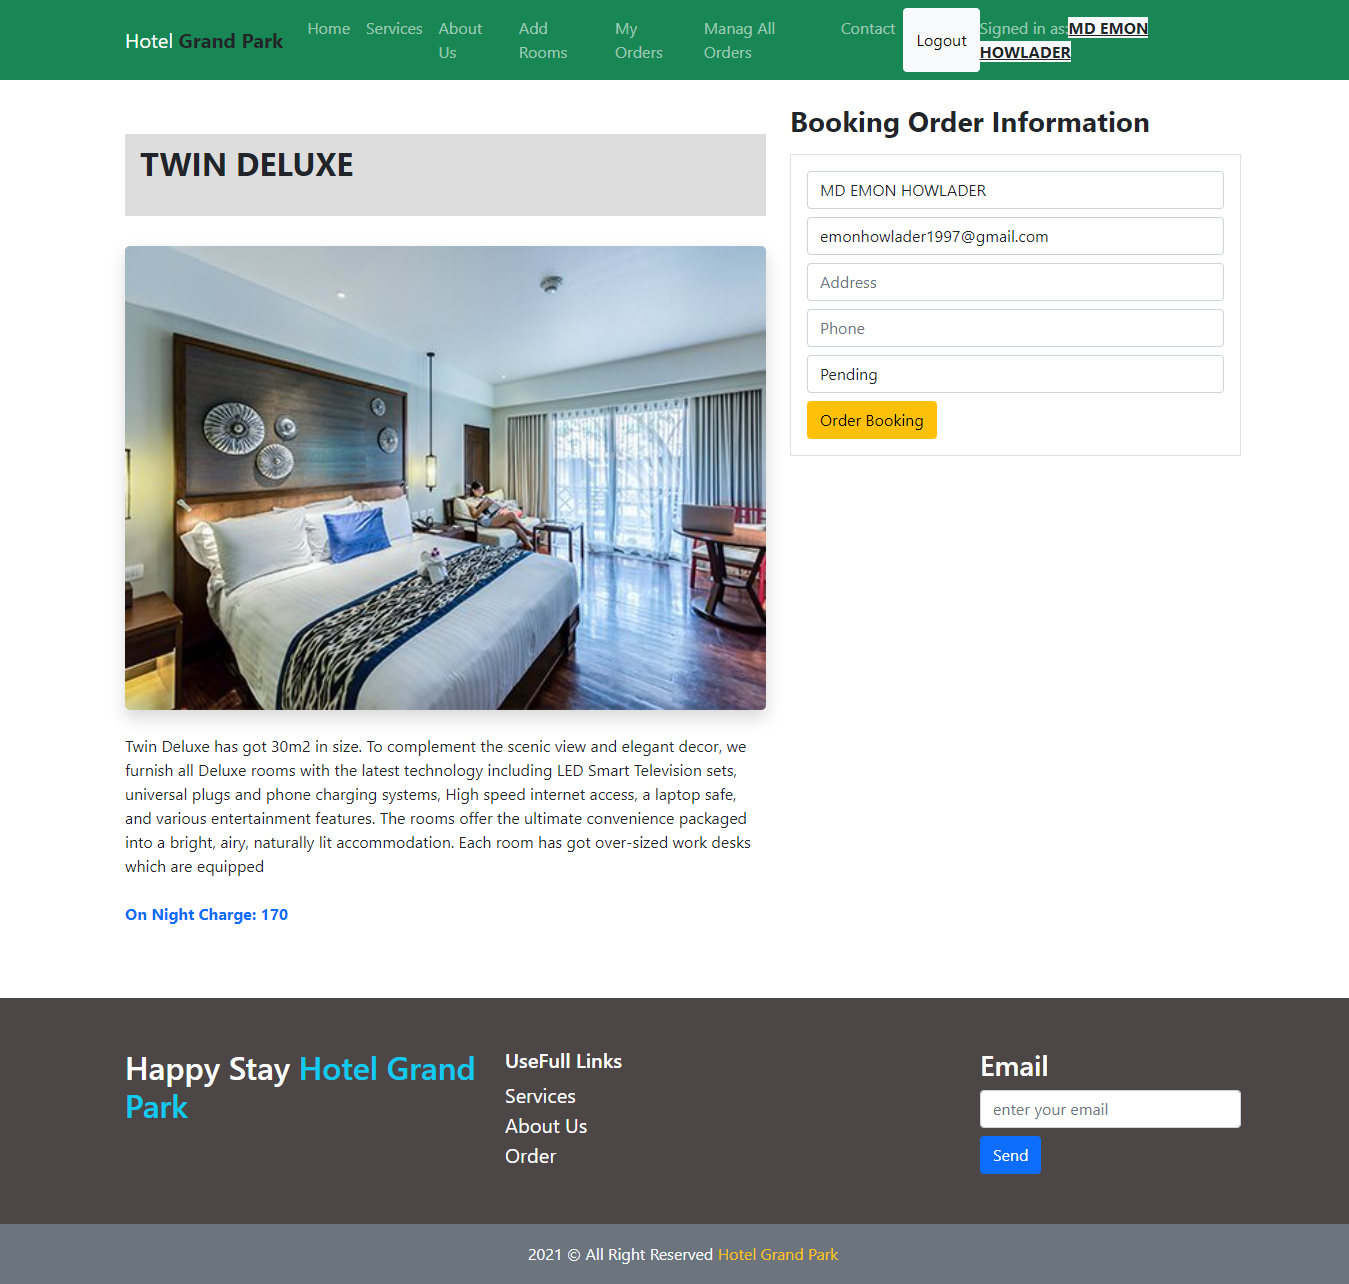 Hotel Grand Park
Home
Services
About
Us
Add
Rooms
My
Orders
Manag All
Orders
Contact
Logout
Signed in as:MD EMON
HOWLADER
TWIN DELUXE
Twin Deluxe has got 30m2 in size. To complement the scenic view and elegant decor, we
furnish all Deluxe rooms with the latest technology including LED Smart Television sets,
universal plugs and phone charging systems, High speed internet access, a laptop safe,
and various entertainment features. The rooms offer the ultimate convenience packaged
into a bright, airy, naturally lit accommodation. Each room has got over-sized work desks
which are equipped
On Night Charge: 170
Booking Order Information
MD EMON HOWLADER
emonhowlader1997@gmail.com
Address
Phone
Pending
Order Booking
Happy Stay Hotel Grand
Park
UseFull Links
Services
About Us
Order
Email
enter your email
Send
2021 © All Right Reserved Hotel Grand Park